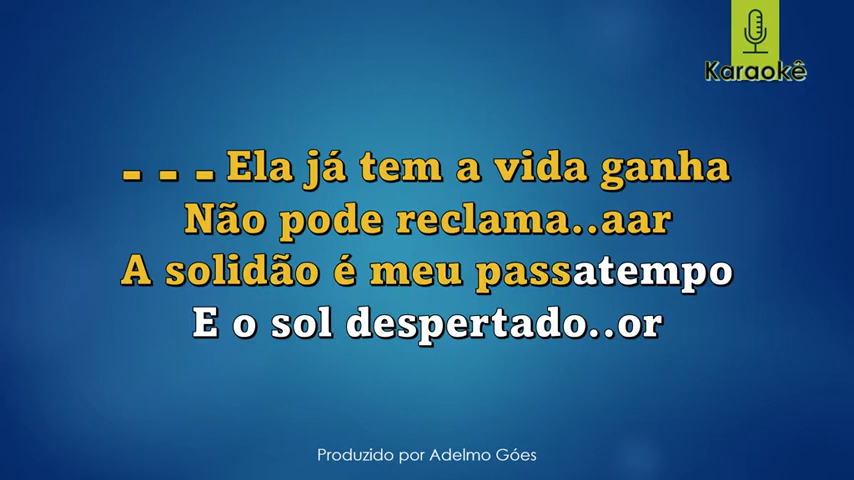 Karaokê
- - - Ela já tem a vida ganha
Não pode reclama..aar
A solidão é meu passatempo
E o sol despertado..or
Produzido por Adelmo Góes